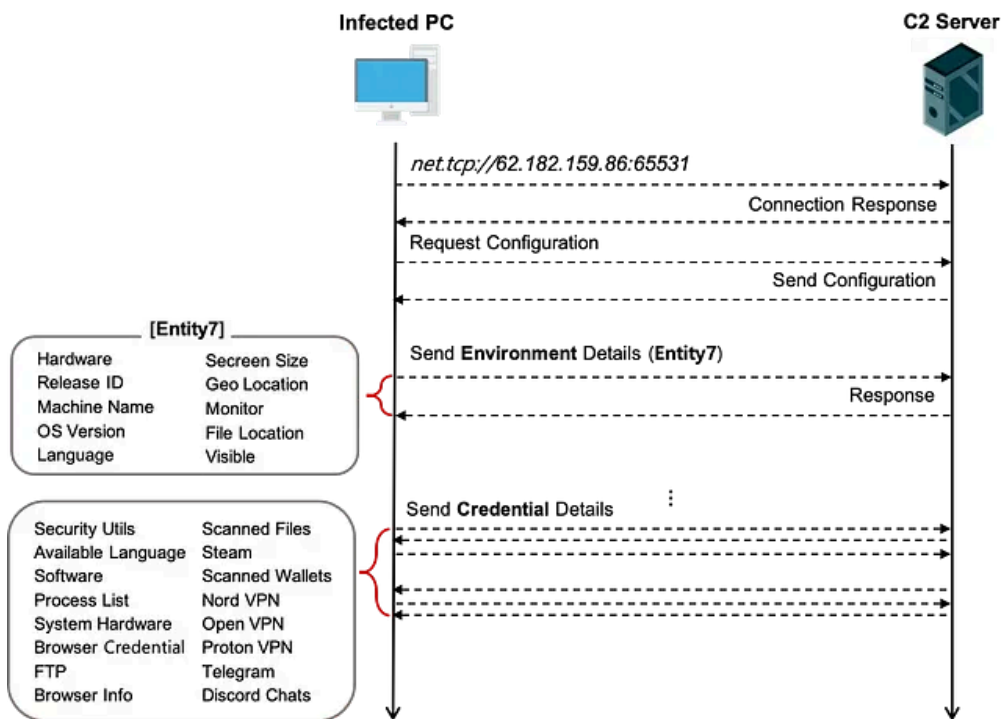 Infected PC
C2 Server
net.tcp://62.182.159.86:65531
Connection Response
Request Configuration
Send Configuration
[Entity7]
Hardware Secreen Size
Release ID Geo Location
Machine Name Monitor
OS Version File Location
Language Visible
Send Environment Details (Entity7)
Response
Send Credential Details
Security Utils Scanned Files
Available Language Steam
Software Scanned Wallets
Process List Nord VPN
System Hardware Open VPN
Browser Credential Proton VPN
FTP Telegram
Browser Info Discord Chats